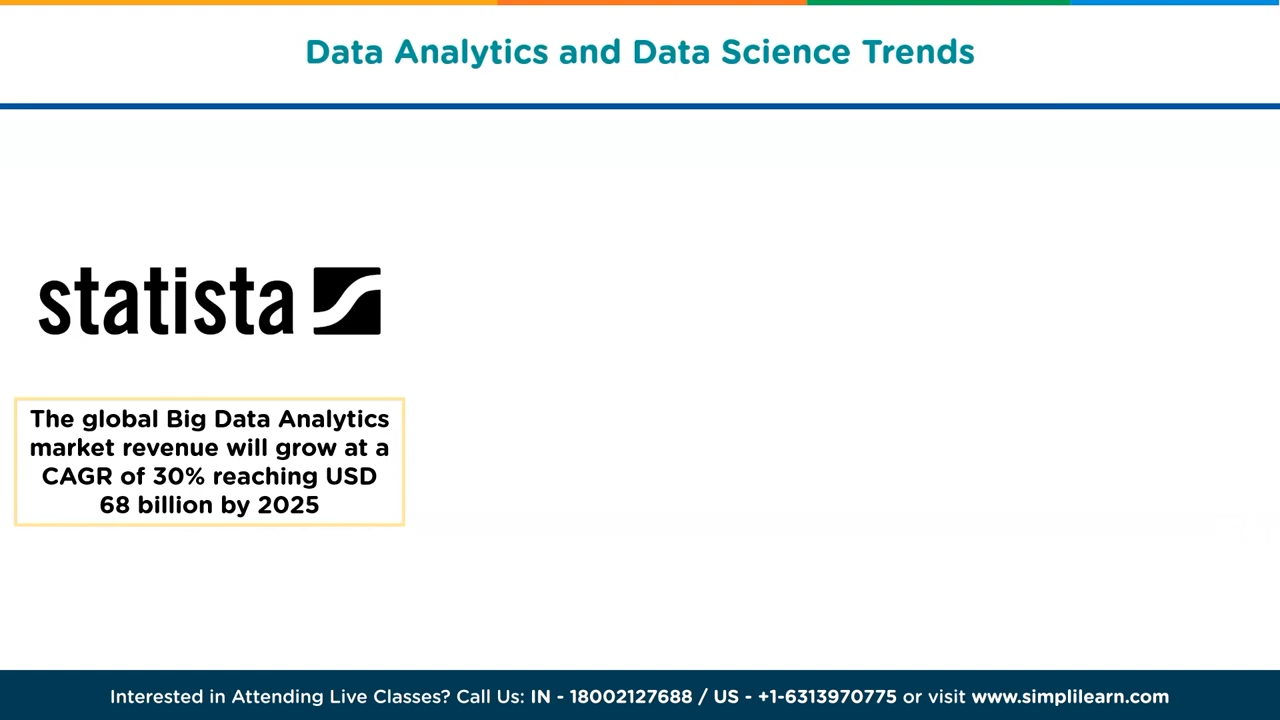 Data Analytics and Data Science Trends
statista
The global Big Data Analytics
market revenue will grow at a
CAGR of 30% reaching USD
68 billion by 2025
Interested in Attending Live Classes? Call Us: IN - 18002127688 / US - +1-6313970775 or visit www.simplilearn.com